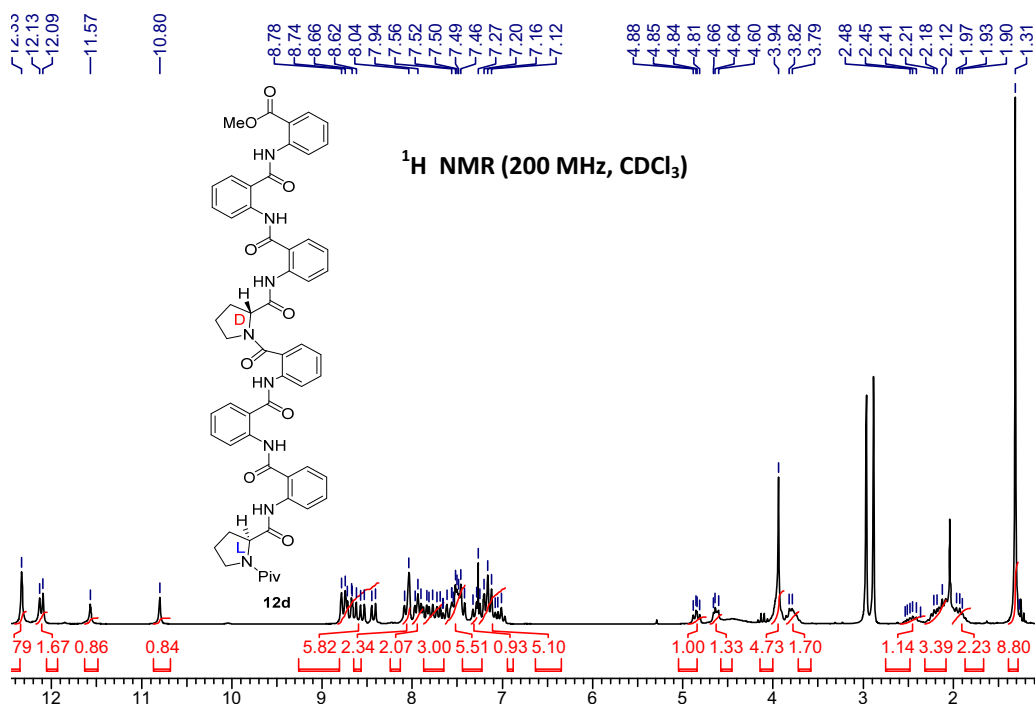 12.35 12.13 12.09 11.57 10.80 8.78 8.74 8.66 8.62 8.04 7.94 7.56 7.52 7.50 7.49 7.46 7.27 7.20 7.16 7.12 4.88 4.85 4.84 4.81 4.66 4.64 4.60 3.94 3.82 3.79 2.48 2.45 2.41 2.21 2.18 2.12 1.97 1.93 1.90 1.31
O
MeO
HN
O
¹H NMR (200 MHz, CDCl₃)
O
HN
O
HN
H
O
D
N
O
HN
O
HN
O
HN
H
O
L
N
Piv
12d
79 1.67 0.86 0.84 5.82 2.34 2.07 3.00 5.51 0.93 5.10 1.00 1.33 4.73 1.70 1.14 3.39 2.23 8.80
12 11 10 9 8 7 6 5 4 3 2